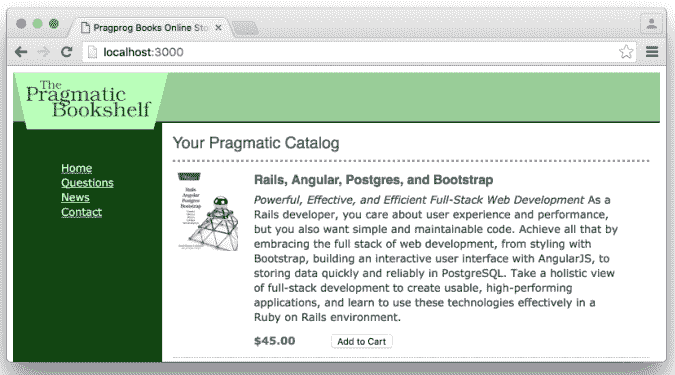 Pragprog Books Online Sto
localhost:3000
The
Pragmatic
Bookshelf
Home
Questions
News
Contact
Your Pragmatic Catalog
Rails, Angular, Postgres, and Bootstrap
Powerful, Effective, and Efficient Full-Stack Web Development As a
Rails developer, you care about user experience and performance,
but you also want simple and maintainable code. Achieve all that by
embracing the full stack of web development, from styling with
Bootstrap, building an interactive user interface with AngularJS, to
storing data quickly and reliably in PostgreSQL. Take a holistic view
of full-stack development to create usable, high-performing
applications, and learn to use these technologies effectively in a
Ruby on Rails environment.
$45.00
Add to Cart
Rails
Angular
Postgres
Bootstrap